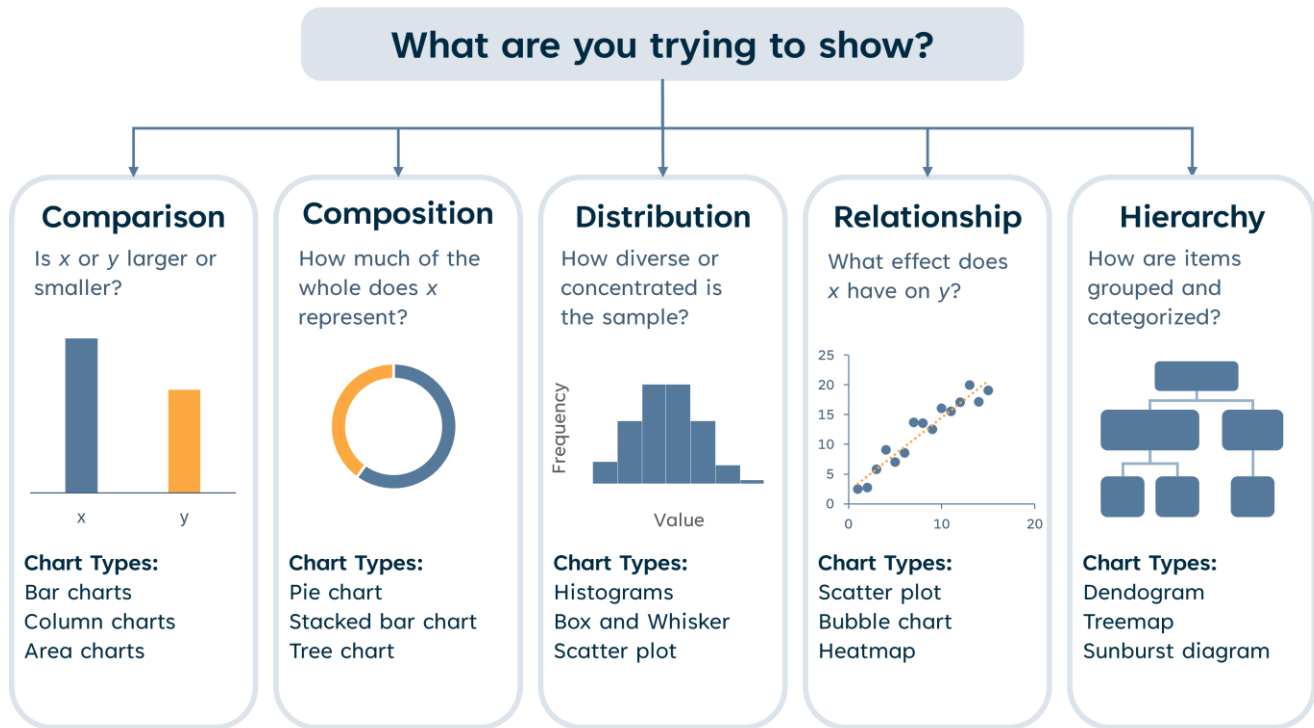 What are you trying to show?
Comparison
Is x or y larger or
smaller?
x
y
Chart Types:
Bar charts
Column charts
Area charts
Composition
How much of the
whole does x
represent?
Chart Types:
Pie chart
Stacked bar chart
Tree chart
Distribution
How diverse or
concentrated is
the sample?
Frequency
Value
Chart Types:
Histograms
Box and Whisker
Scatter plot
Relationship
What effect does
x have on y?
25
20
15
10
5
0
0 10 20
Chart Types:
Scatter plot
Bubble chart
Heatmap
Hierarchy
How are items
grouped and
categorized?
Chart Types:
Dendogram
Treemap
Sunburst diagram